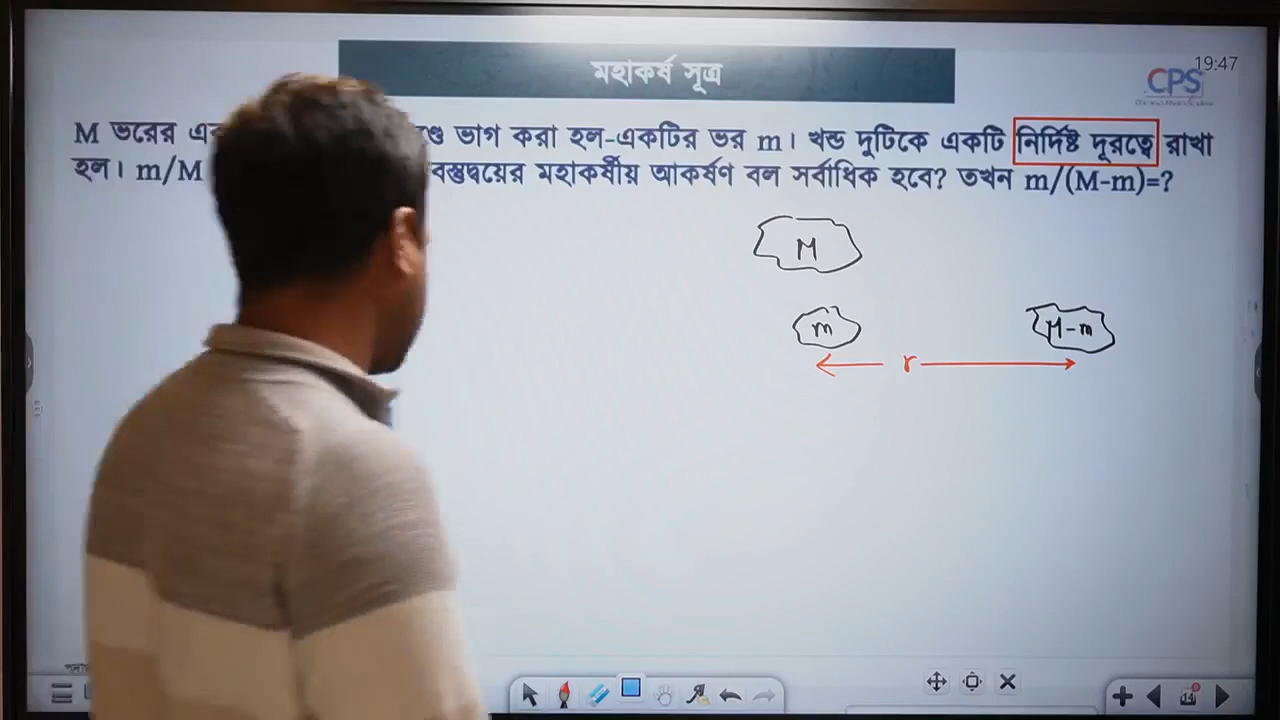 মহাকর্ষ সূত্র
19:47
CPS
M ভরের ভাগ করা হল-একটির ভর m। খন্ড দুটিকে একটি নির্দিষ্ট দূরত্বে রাখা
হল। m/M বস্তুদ্বয়ের মহাকর্ষীয় আকর্ষণ বল সর্বাধিক হবে? তখন m/(M-m)=?
M
m
M-m
r
14